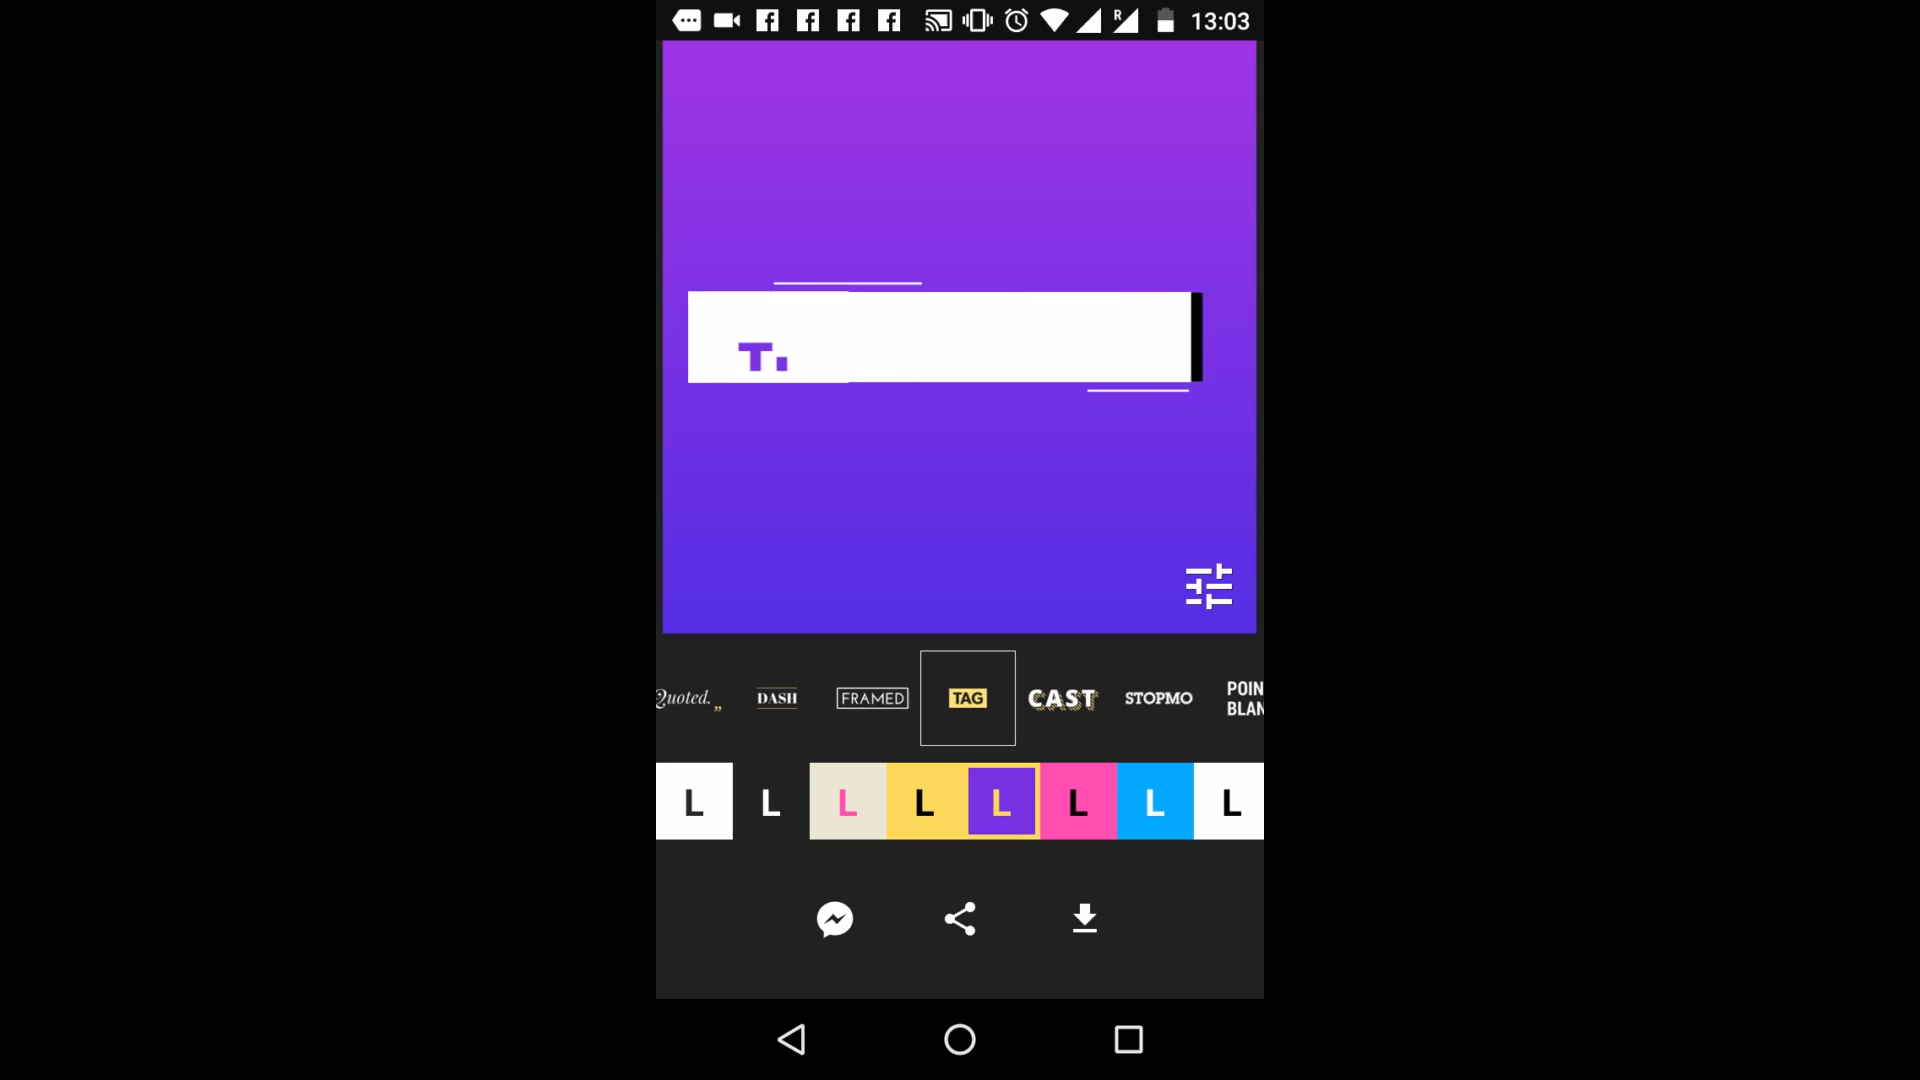 R
13:03
Quoted.„
DASH
FRAMED
TAG
CAST
STOPMO
POIN
BLAN
L L L L L L L L